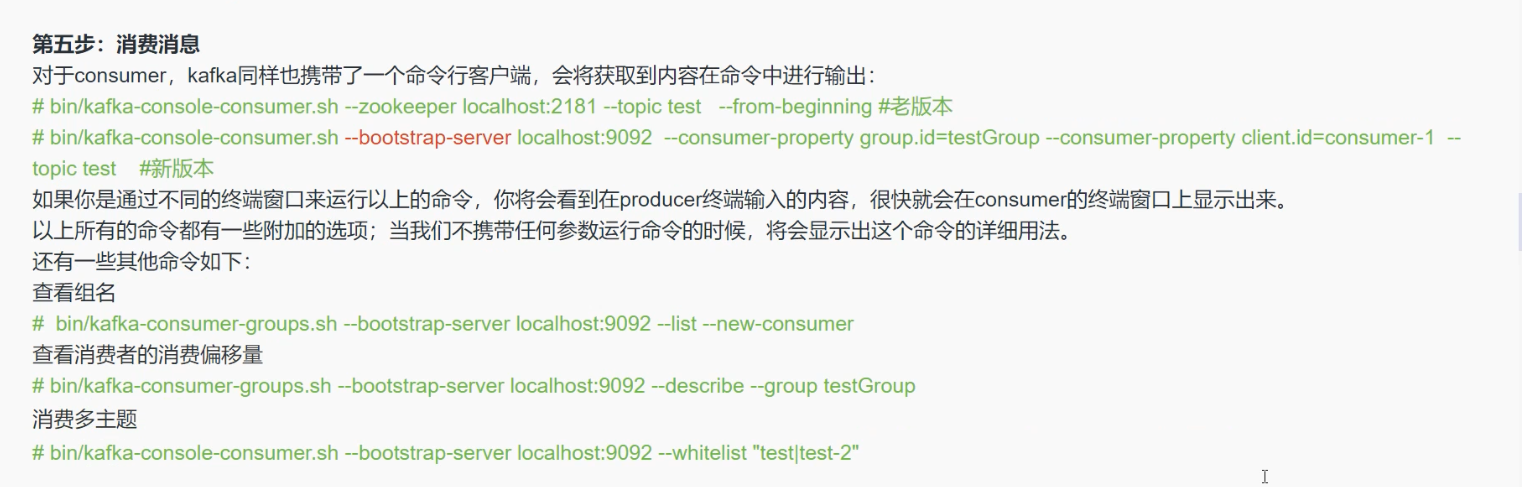 第五步：消费消息
对于consumer，kafka同样也携带了一个命令行客户端，会将获取到内容在命令中进行输出：
# bin/kafka-console-consumer.sh --zookeeper localhost:2181 --topic test   --from-beginning #老版本
# bin/kafka-console-consumer.sh --bootstrap-server localhost:9092  --consumer-property group.id=testGroup --consumer-property client.id=consumer-1  --
topic test    #新版本
如果你是通过不同的终端窗口来运行以上的命令，你将会看到在producer终端输入的内容，很快就会在consumer的终端窗口上显示出来。
以上所有的命令都有一些附加的选项；当我们不携带任何参数运行命令的时候，将会显示出这个命令的详细用法。
还有一些其他命令如下：
查看组名
#  bin/kafka-consumer-groups.sh --bootstrap-server localhost:9092 --list --new-consumer
查看消费者的消费偏移量
# bin/kafka-consumer-groups.sh --bootstrap-server localhost:9092 --describe --group testGroup
消费多主题
# bin/kafka-console-consumer.sh --bootstrap-server localhost:9092 --whitelist "test|test-2"